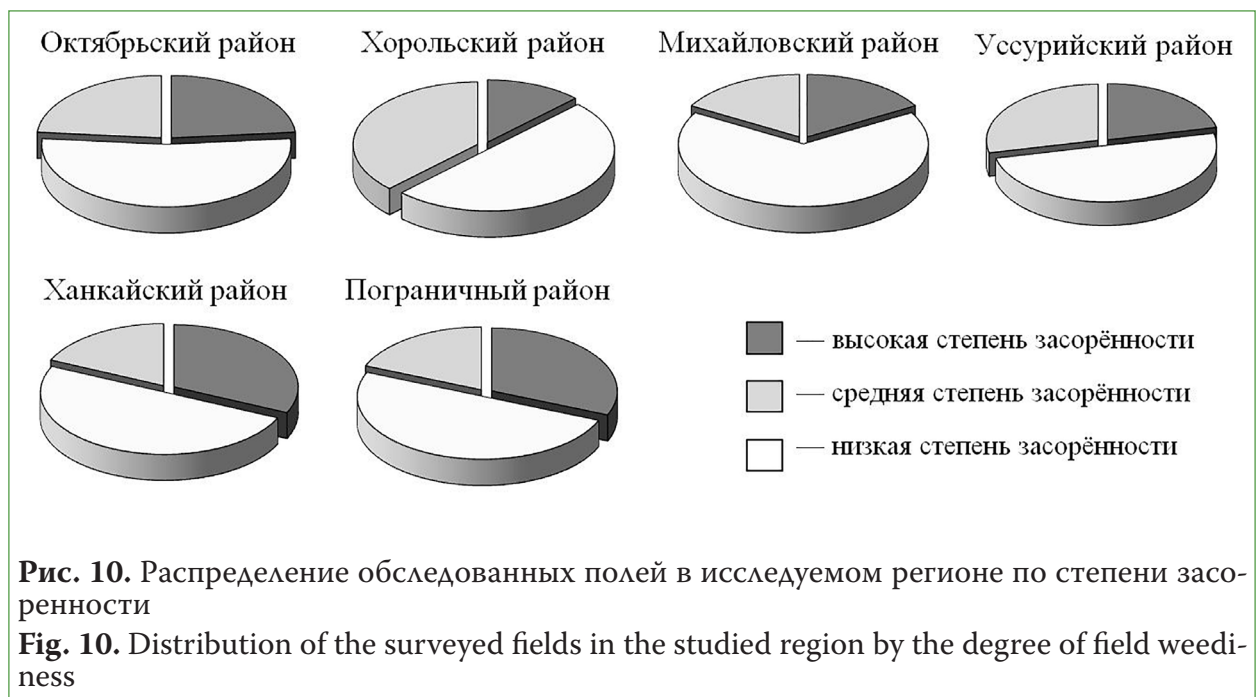 Октябрьский район
Хорольский район
Михайловский район
Уссурийский район
Ханкайский район
Пограничный район
— высокая степень засорённости
— средняя степень засорённости
— низкая степень засорённости
Рис. 10. Распределение обследованных полей в исследуемом регионе по степени засо-
ренности
Fig. 10. Distribution of the surveyed fields in the studied region by the degree of field weedi-
ness